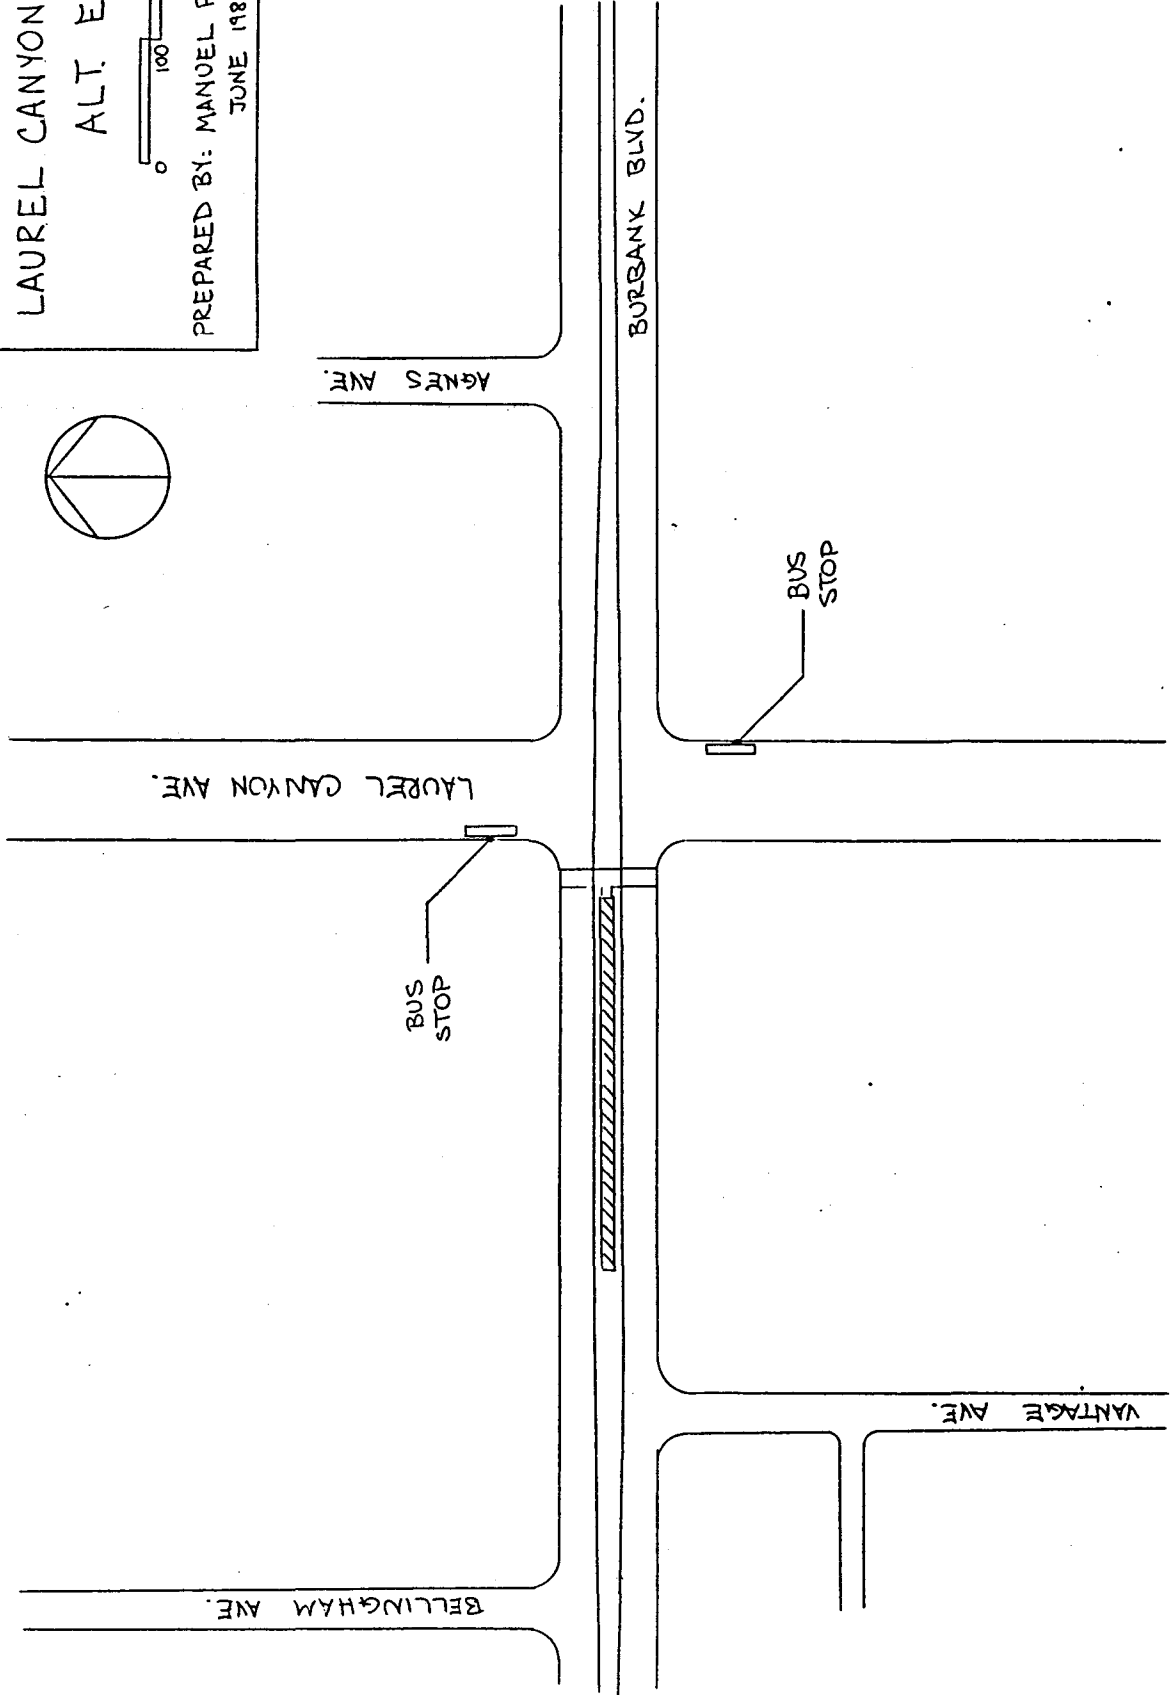 LAUREL CANYON
ALT. E
0 100
PREPARED BY: MANUEL
JUNE
AGNES AVE.
BURBANK BLVD.
LAUREL CANYON AVE.
BUS
STOP
BUS
STOP
VANTAGE AVE.
BELLINGHAM AVE.